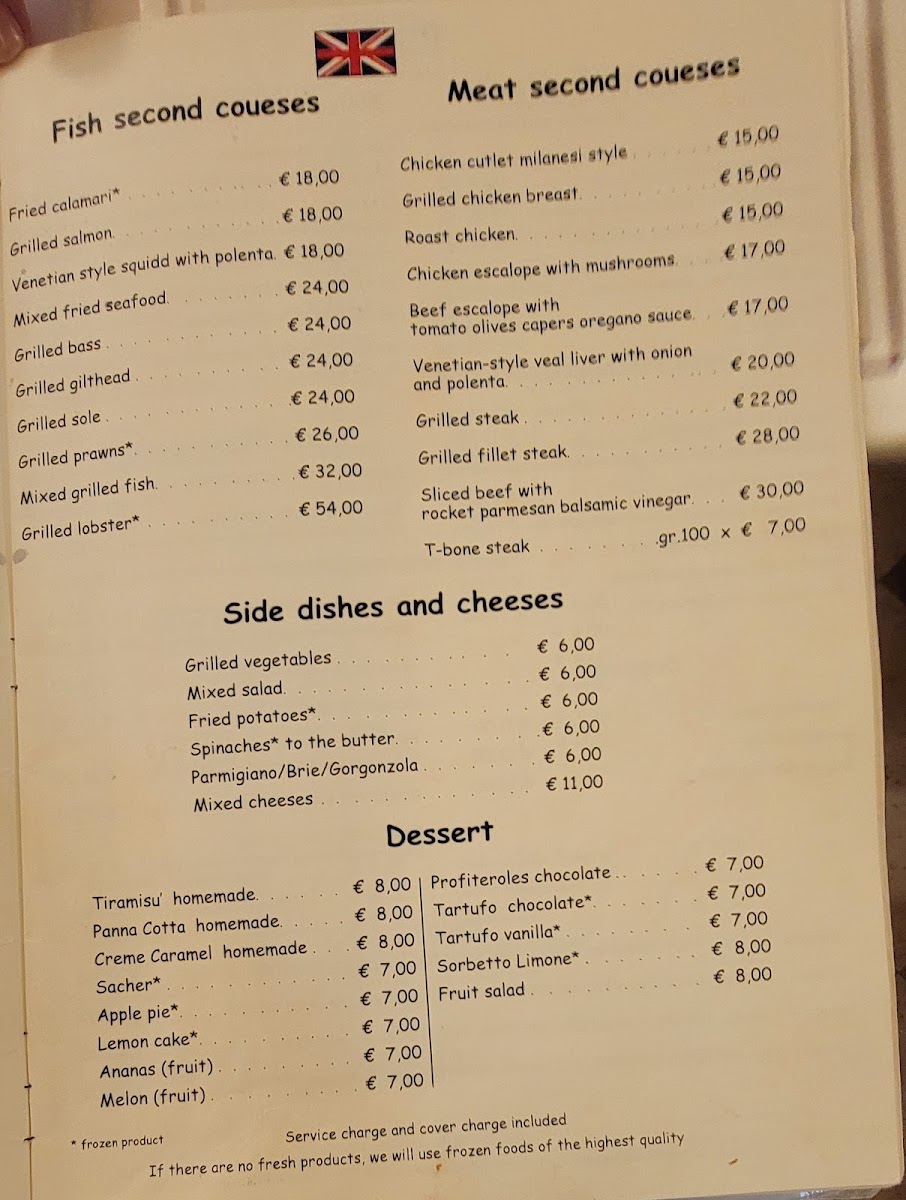 Fish second coueses
Fried calamari* € 18,00
Grilled salmon € 18,00
Venetian style squidd with polenta € 18,00
Mixed fried seafood € 24,00
Grilled bass € 24,00
Grilled gilthead € 24,00
Grilled sole € 24,00
Grilled prawns* € 26,00
Mixed grilled fish € 32,00
Grilled lobster* € 54,00
Meat second coueses
Chicken cutlet milanesi style € 15,00
Grilled chicken breast € 15,00
Roast chicken € 15,00
Chicken escalope with mushrooms € 17,00
Beef escalope with
tomato olives capers oregano sauce € 17,00
Venetian-style veal liver with onion
and polenta € 20,00
Grilled steak € 22,00
Grilled fillet steak € 28,00
Sliced beef with
rocket parmesan balsamic vinegar € 30,00
T-bone steak gr.100 x € 7,00
Side dishes and cheeses
Grilled vegetables € 6,00
Mixed salad € 6,00
Fried potatoes* € 6,00
Spinaches* to the butter € 6,00
Parmigiano/Brie/Gorgonzola € 6,00
Mixed cheeses € 11,00
Dessert
Tiramisu' homemade € 8,00
Panna Cotta homemade € 8,00
Creme Caramel homemade € 8,00
Sacher* € 7,00
Apple pie* € 7,00
Lemon cake* € 7,00
Ananas (fruit) € 7,00
Melon (fruit) € 7,00
Profiteroles chocolate € 7,00
Tartufo chocolate* € 7,00
Tartufo vanilla* € 7,00
Sorbetto Limone* € 8,00
Fruit salad € 8,00
* frozen product
Service charge and cover charge included
If there are no fresh products, we will use frozen foods of the highest quality